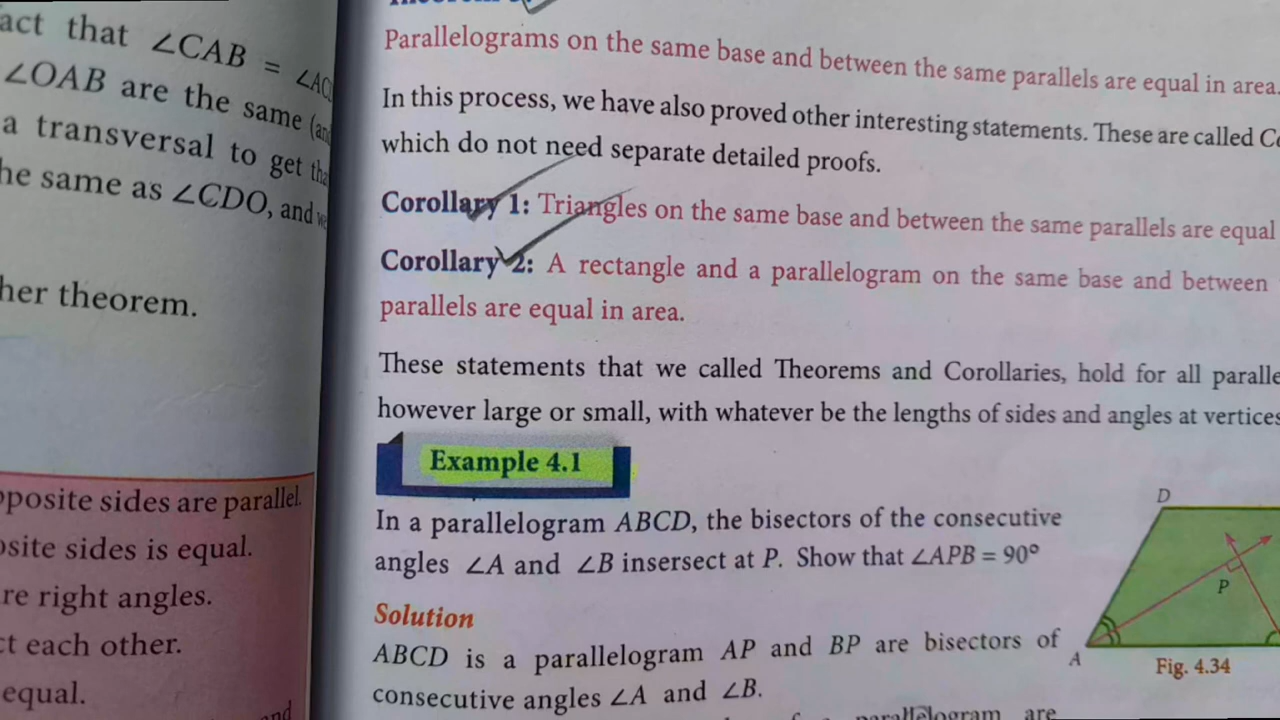 act that ∠CAB =
∠OAB are the same
a transversal to get
he same as ∠CDO, and
her theorem.
pposite sides are parallel.
osite sides is equal.
re right angles.
ct each other.
equal.
and
Parallelograms on the same base and between the same parallels are equal in area.
In this process, we have also proved other interesting statements. These are called
which do not need separate detailed proofs.
Corollary 1: Triangles on the same base and between the same parallels are equal
Corollary 2: A rectangle and a parallelogram on the same base and between
parallels are equal in area.
These statements that we called Theorems and Corollaries, hold for all paralle
however large or small, with whatever be the lengths of sides and angles at vertices
Example 4.1
In a parallelogram ABCD, the bisectors of the consecutive
angles ∠A and ∠B insersect at P. Show that ∠APB = 90°
Solution
ABCD is a parallelogram AP and BP are bisectors of
consecutive angles ∠A and ∠B.
parallelogram are
D
P
A
Fig. 4.34